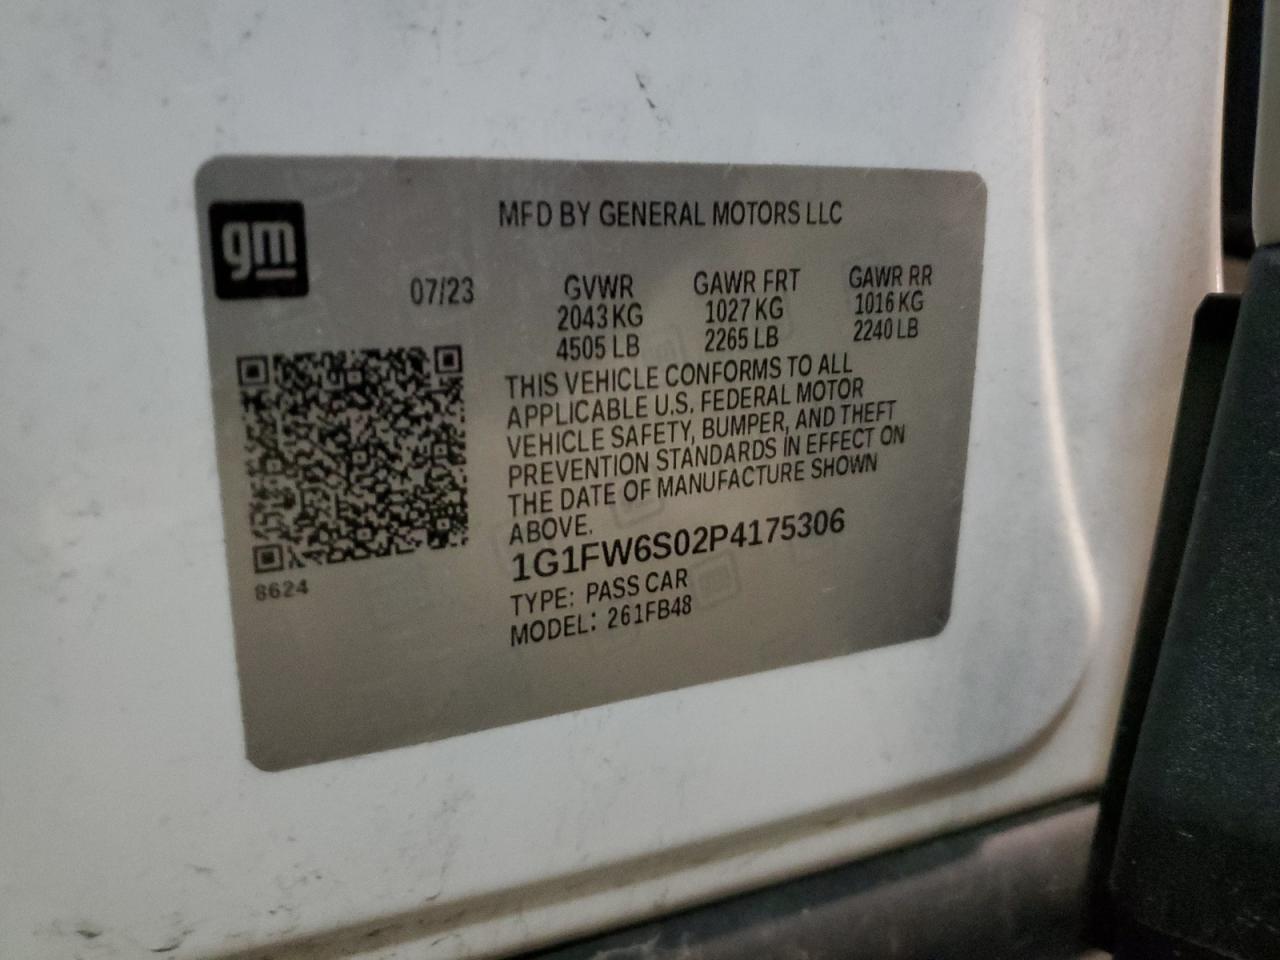 gm
MFD BY GENERAL MOTORS LLC
07/23 GVWR GAWR FRT GAWR RR
2043 KG 1027 KG 1016 KG
4505 LB 2265 LB 2240 LB
THIS VEHICLE CONFORMS TO ALL
APPLICABLE U.S. FEDERAL MOTOR
VEHICLE SAFETY, BUMPER, AND THEFT
PREVENTION STANDARDS IN EFFECT ON
THE DATE OF MANUFACTURE SHOWN
ABOVE.
1G1FW6S02P4175306
8624
TYPE: PASS CAR
MODEL: 261FB48